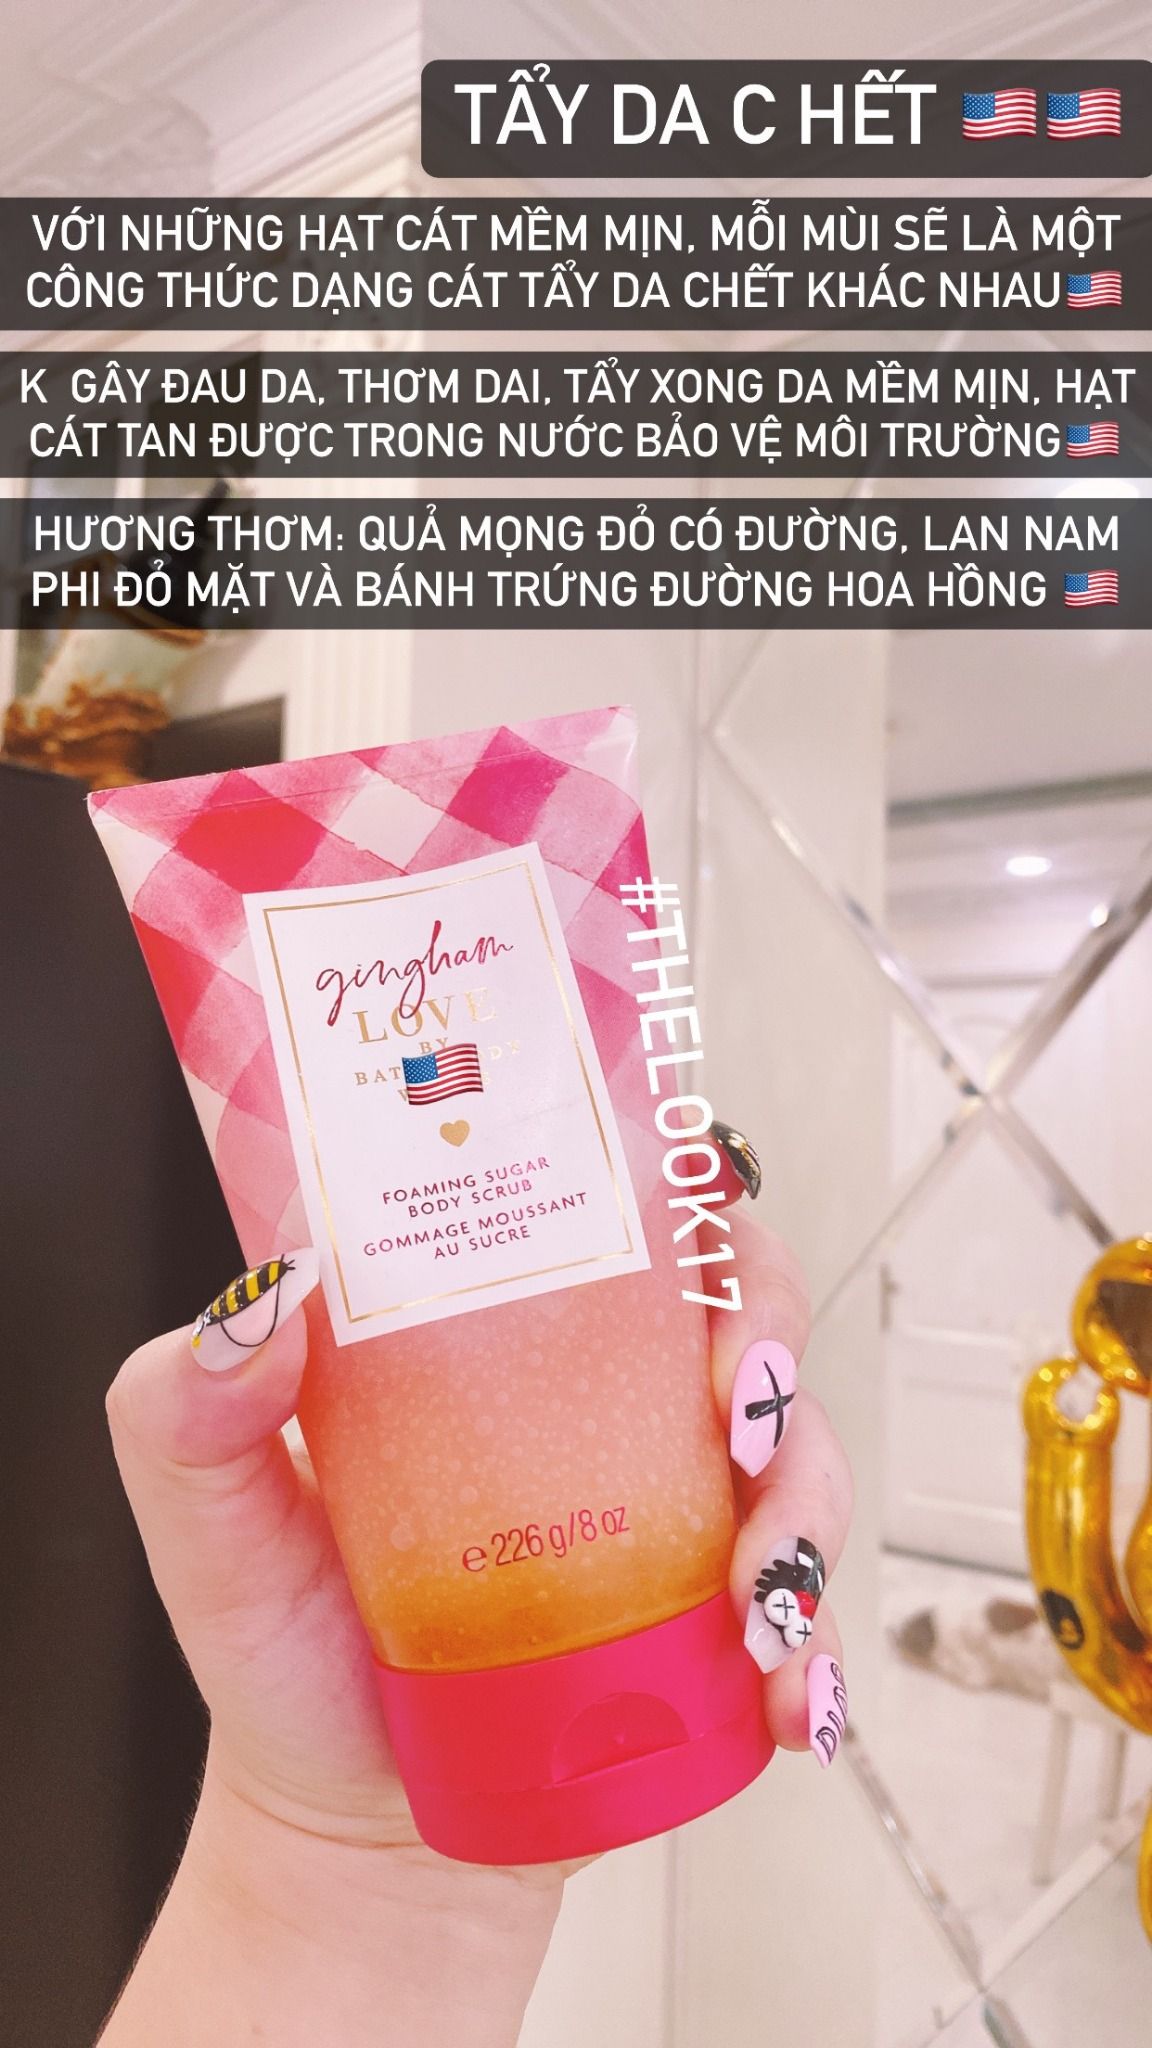 TẨY DA C HẾT 🇺🇸🇺🇸
VỚI NHỮNG HẠT CÁT MỀM MỊN, MỖI MÙI SẼ LÀ MỘT
CÔNG THỨC DẠNG CÁT TẨY DA CHẾT KHÁC NHAU🇺🇸
K GÂY ĐAU DA, THƠM DAI, TẨY XONG DA MỀM MỊN, HẠT
CÁT TAN ĐƯỢC TRONG NƯỚC BẢO VỆ MÔI TRƯỜNG🇺🇸
HƯƠNG THƠM: QUẢ MỌNG ĐỎ CÓ ĐƯỜNG, LAN NAM
PHI ĐỎ MẶT VÀ BÁNH TRỨNG ĐƯỜNG HOA HỒNG 🇺🇸
#THELOOK17
gingham
LOVE
BY
FOAMING SUGAR
BODY SCRUB
GOMMAGE MOUSSANT
AU SUCRE
℮ 226 g/8 oz